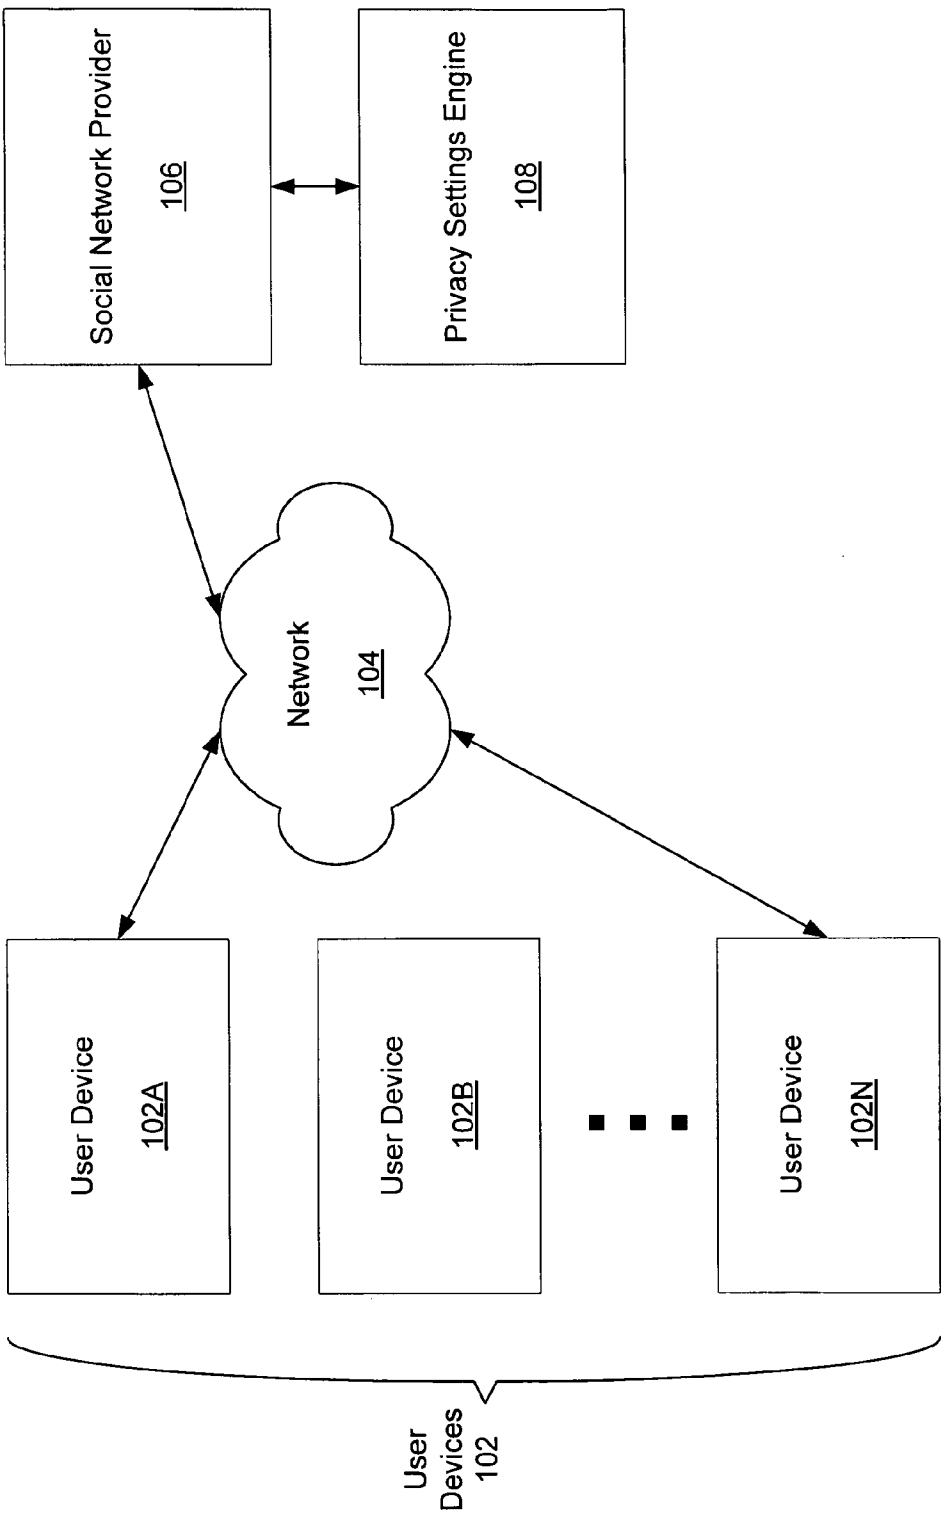 User
Devices
102
User Device
102A
User Device
102B
User Device
102N
Network
104
Social Network Provider
106
Privacy Settings Engine
108